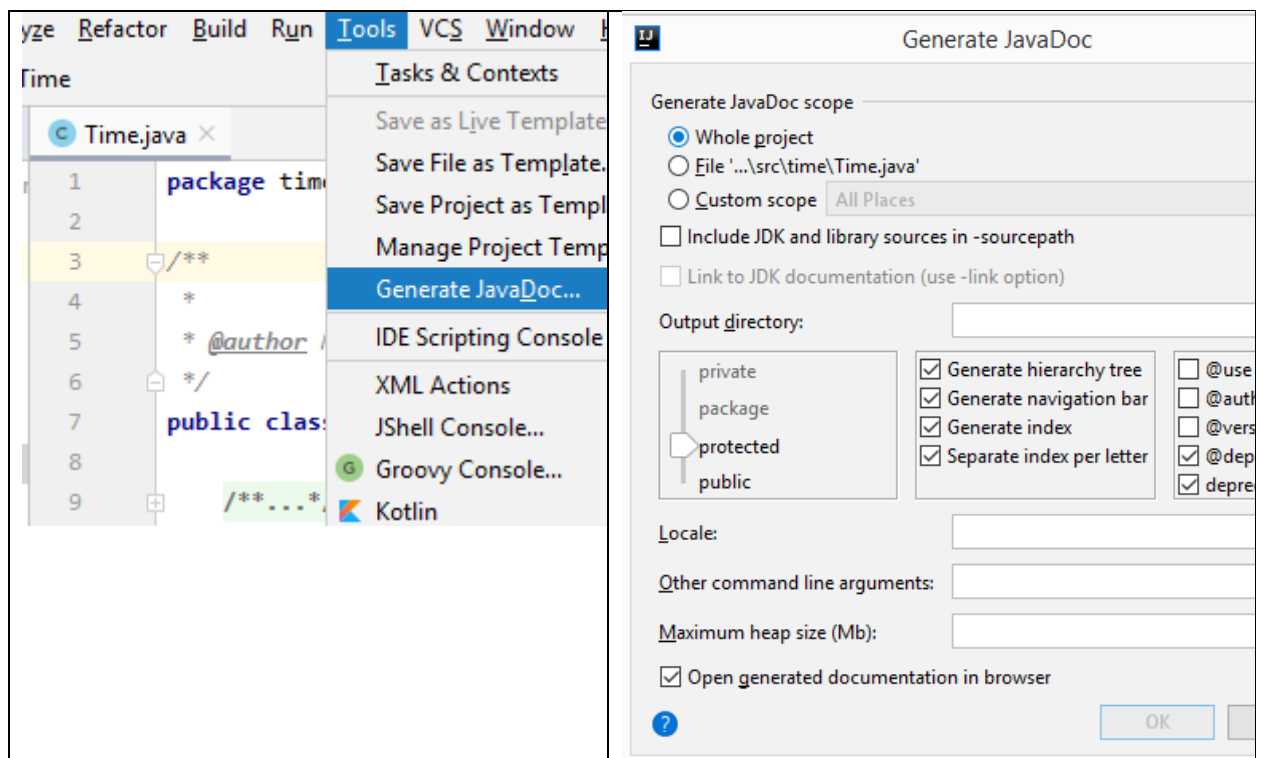 yze Refactor Build Run Tools VCS Window
Time
Time.java
Tasks & Contexts
Save as Live Template
Save File as Template.
Save Project as Templ
Manage Project Temp
Generate JavaDoc...
IDE Scripting Console
XML Actions
JShell Console...
G Groovy Console...
Kotlin
1 package time
2
3 /**
4 *
5 * @author
6 */
7 public class
8
9 /**...*/
IJ Generate JavaDoc
Generate JavaDoc scope
Whole project
File '...\src\time\Time.java'
Custom scope All Places
Include JDK and library sources in -sourcepath
Link to JDK documentation (use -link option)
Output directory:
private
package
protected
public
Generate hierarchy tree
Generate navigation bar
Generate index
Separate index per letter
@use
@auth
@vers
@dep
depre
Locale:
Other command line arguments:
Maximum heap size (Mb):
Open generated documentation in browser
? OK